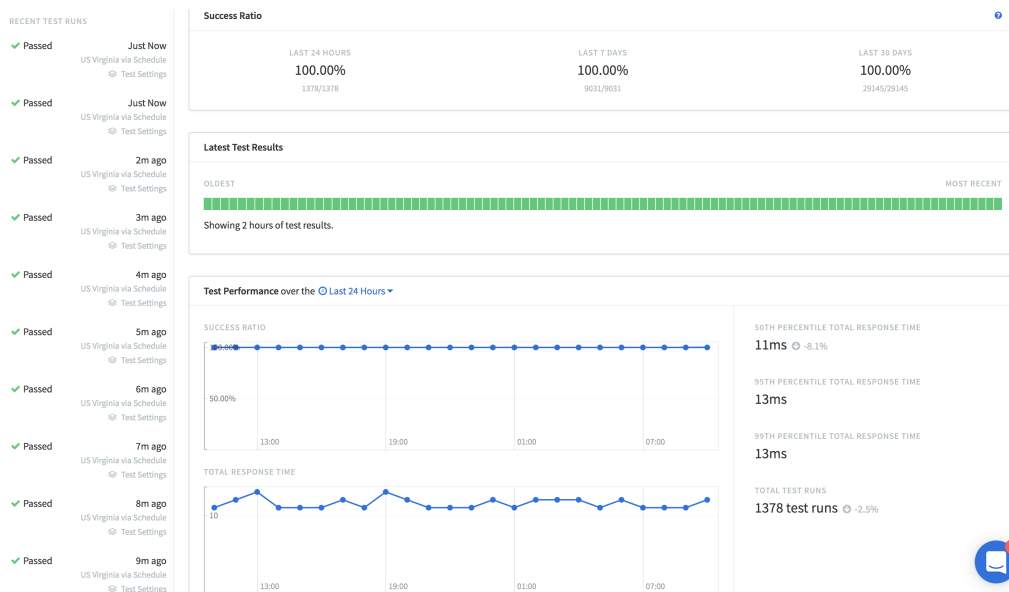 RECENT TEST RUNS
Passed Just Now
US Virginia via Schedule
Test Settings
Passed Just Now
US Virginia via Schedule
Test Settings
Passed 2m ago
US Virginia via Schedule
Test Settings
Passed 3m ago
US Virginia via Schedule
Test Settings
Passed 4m ago
US Virginia via Schedule
Test Settings
Passed 5m ago
US Virginia via Schedule
Test Settings
Passed 6m ago
US Virginia via Schedule
Test Settings
Passed 7m ago
US Virginia via Schedule
Test Settings
Passed 8m ago
US Virginia via Schedule
Test Settings
Passed 9m ago
US Virginia via Schedule
Test Settings
Success Ratio
LAST 24 HOURS
100.00%
1378/1378
LAST 7 DAYS
100.00%
9031/9031
LAST 30 DAYS
100.00%
29145/29145
Latest Test Results
OLDEST MOST RECENT
Showing 2 hours of test results.
Test Performance over the Last 24 Hours
SUCCESS RATIO
100.00%
50.00%
13:00 19:00 01:00 07:00
TOTAL RESPONSE TIME
10
13:00 19:00 01:00 07:00
50TH PERCENTILE TOTAL RESPONSE TIME
11ms -8.1%
95TH PERCENTILE TOTAL RESPONSE TIME
13ms
99TH PERCENTILE TOTAL RESPONSE TIME
13ms
TOTAL TEST RUNS
1378 test runs -2.5%